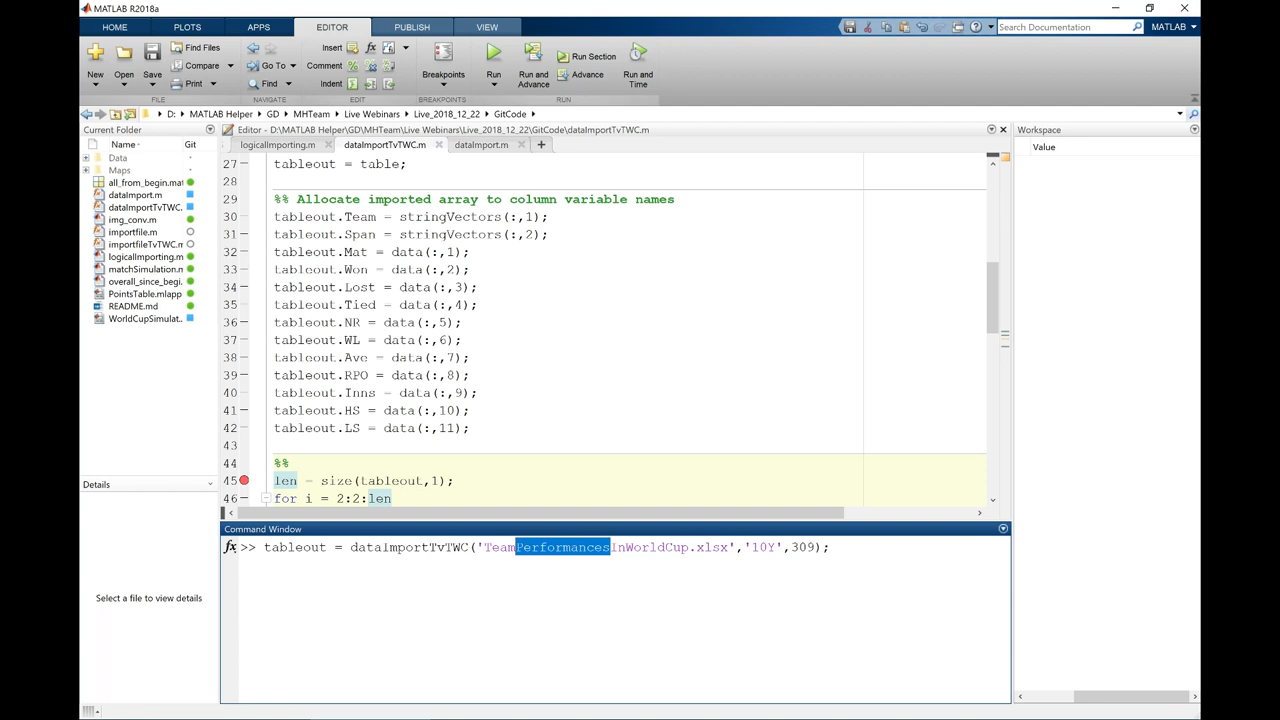 MATLAB R2018a
HOME PLOTS APPS EDITOR PUBLISH VIEW Search Documentation MATLAB
New Open Save Find Files Compare Print
Insert fx Comment Go To Find Indent
Breakpoints Run Run and Advance Run Section Advance Run and Time
FILE NAVIGATE EDIT BREAKPOINTS RUN
D: MATLAB Helper GD MHTeam Live Webinars Live_2018_12_22 GitCode
Current Folder
Name Git
Data
Maps
all_from_begin.ma
dataImport.m
dataImportTvTWC.
img_conv.m
importfile.m
importfileTvTWC.m
logicalImporting.m
matchSimulation.m
overall_since_begi.
PointsTable.mlapp
README.md
WorldCupSimulat..
Details
Select a file to view details
Editor - D:\MATLAB Helper\GD\MHTeam\Live Webinars\Live_2018_12_22\GitCode\dataImportTvTWC.m
logicalImporting.m dataImportTvTWC.m dataImport.m
27 tableout = table;
28
29 %% Allocate imported array to column variable names
30 tableout.Team = stringVectors(:,1);
31 tableout.Span = stringVectors(:,2);
32 tableout.Mat = data(:,1);
33 tableout.Won = data(:,2);
34 tableout.Lost = data(:,3);
35 tableout.Tied = data(:,4);
36 tableout.NR = data(:,5);
37 tableout.WL = data(:,6);
38 tableout.Ave = data(:,7);
39 tableout.RPO = data(:,8);
40 tableout.Inns = data(:,9);
41 tableout.HS = data(:,10);
42 tableout.LS = data(:,11);
43
44 %%
45 len = size(tableout,1);
46 for i = 2:2:len
Command Window
fx >> tableout = dataImportTvTWC('TeamPerformancesInWorldCup.xlsx','10Y',309);
Workspace
Value